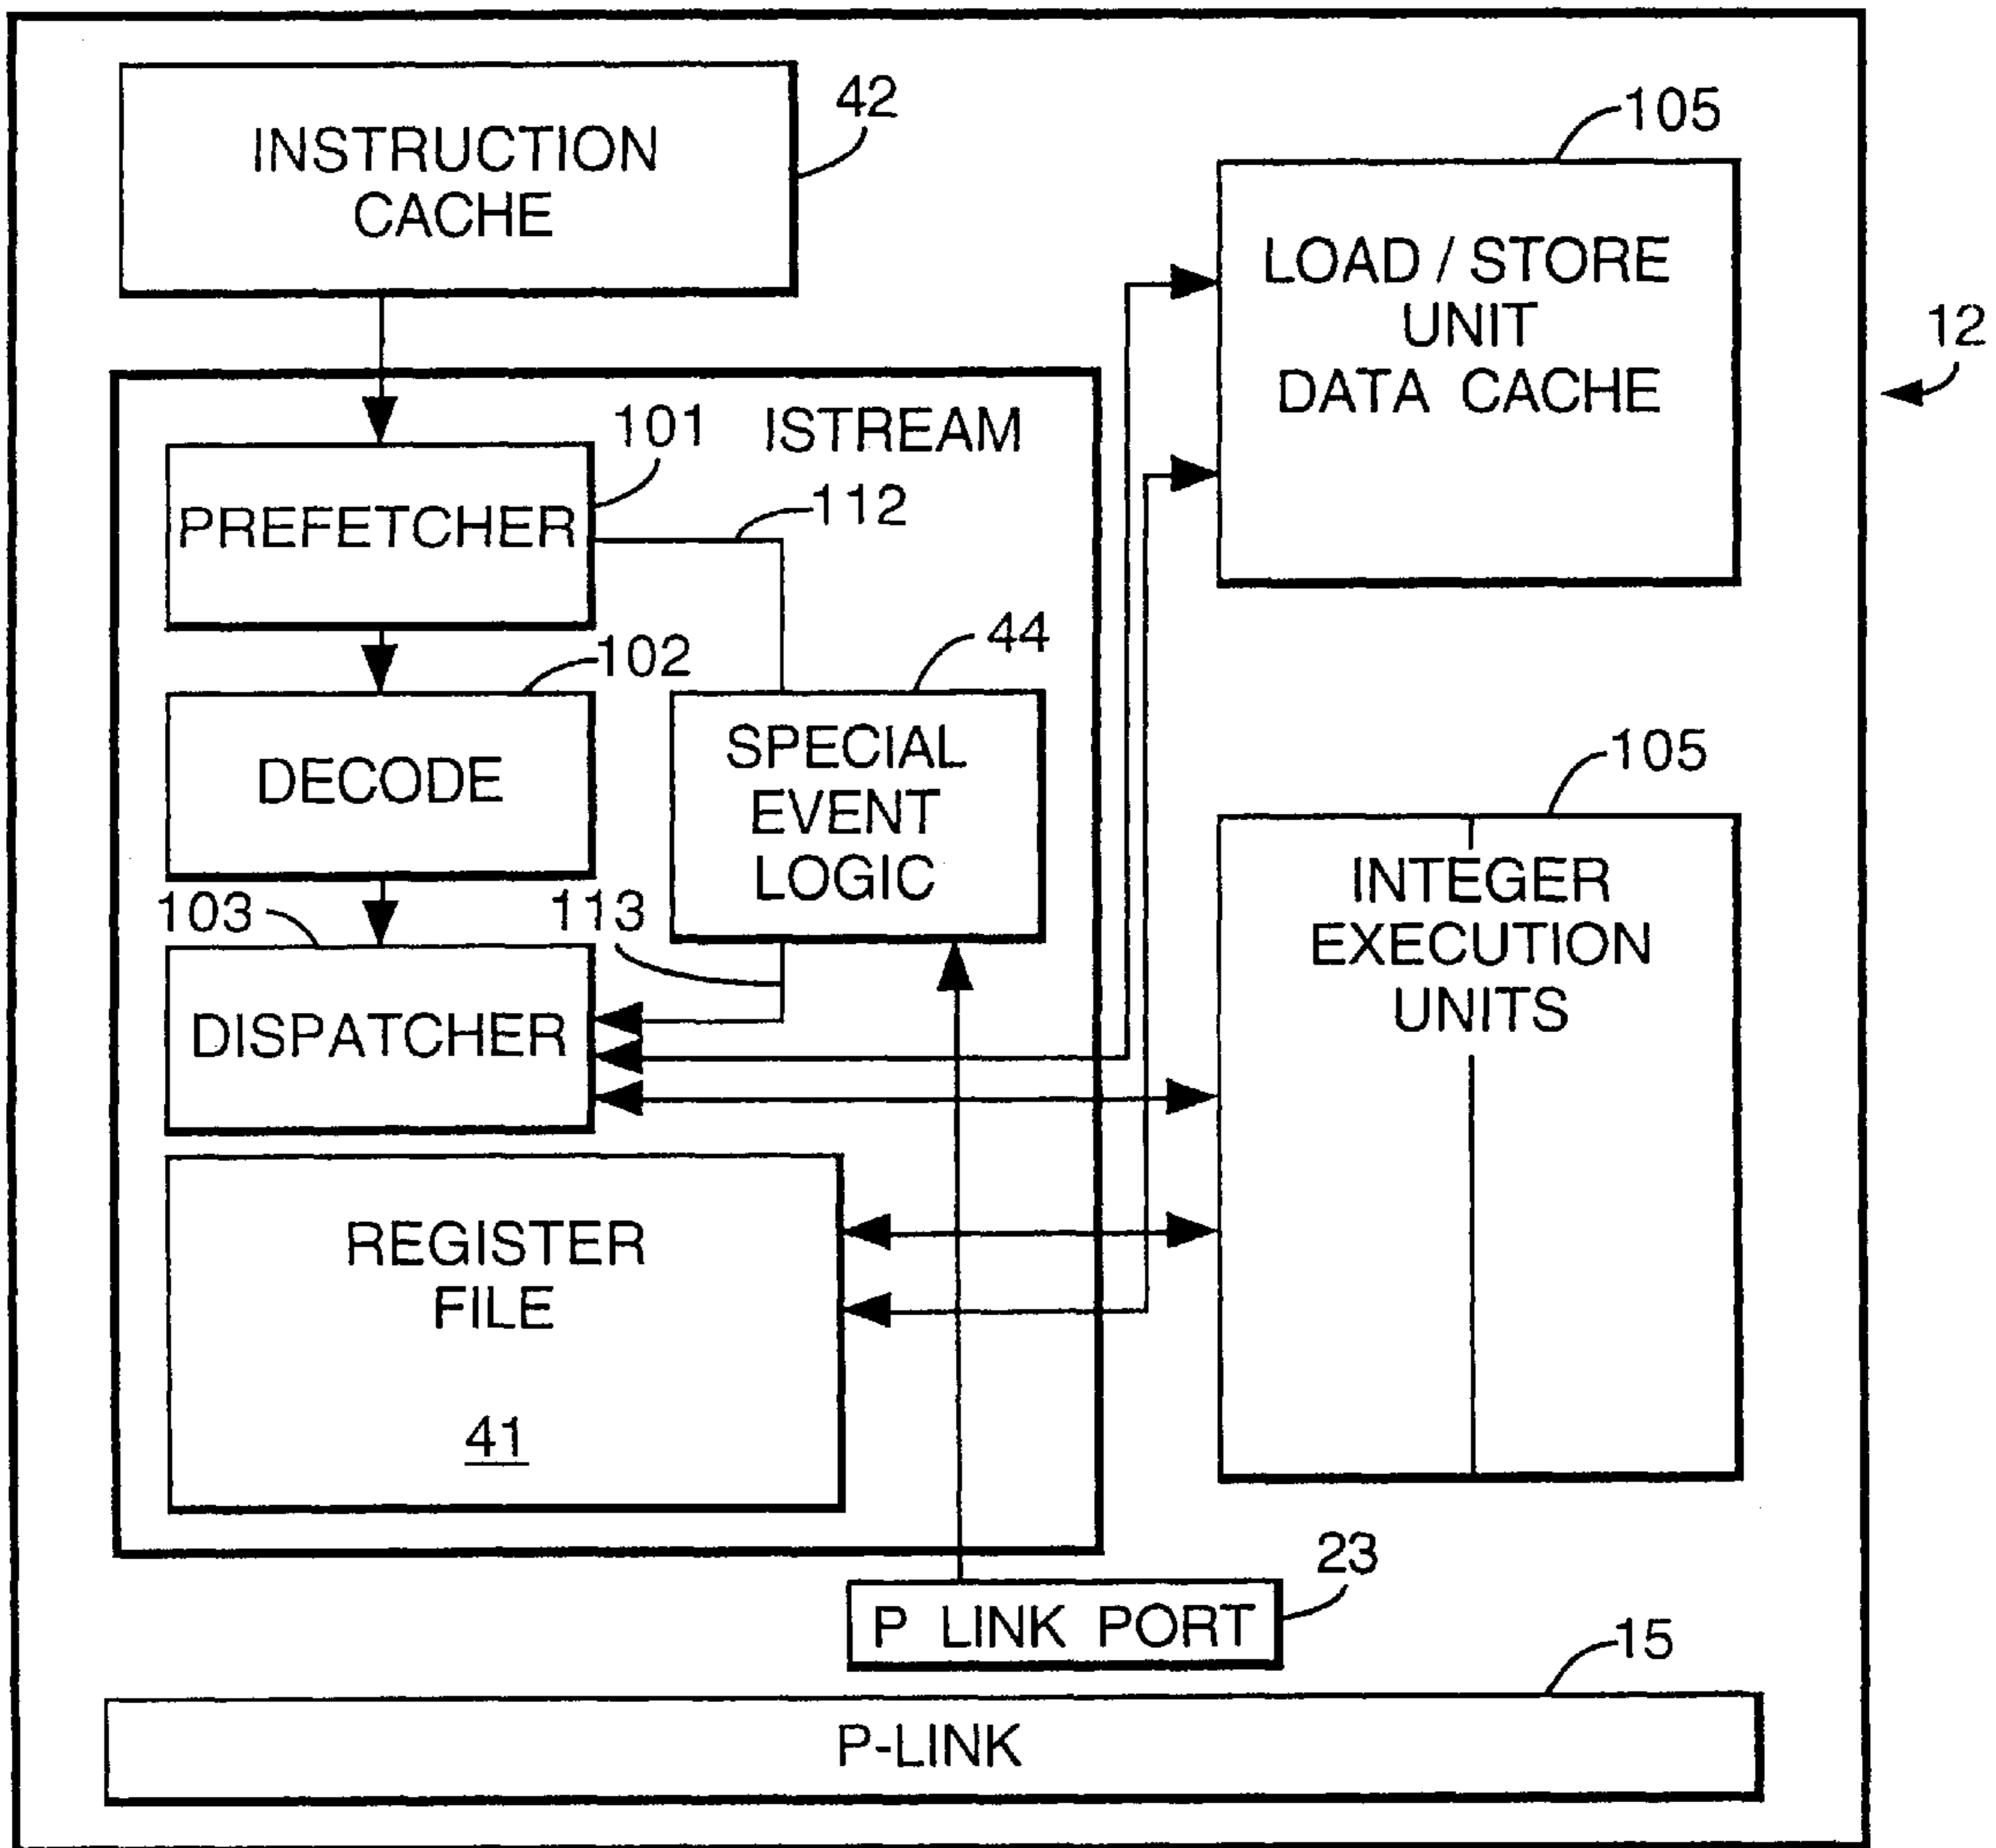 INSTRUCTION
CACHE
42
105
LOAD / STORE
UNIT
DATA CACHE
12
ISTREAM
101
PREFETCHER
112
102
44
DECODE
SPECIAL
EVENT
LOGIC
105
INTEGER
EXECUTION
UNITS
103
113
DISPATCHER
REGISTER
FILE
41
23
P LINK PORT
15
P-LINK